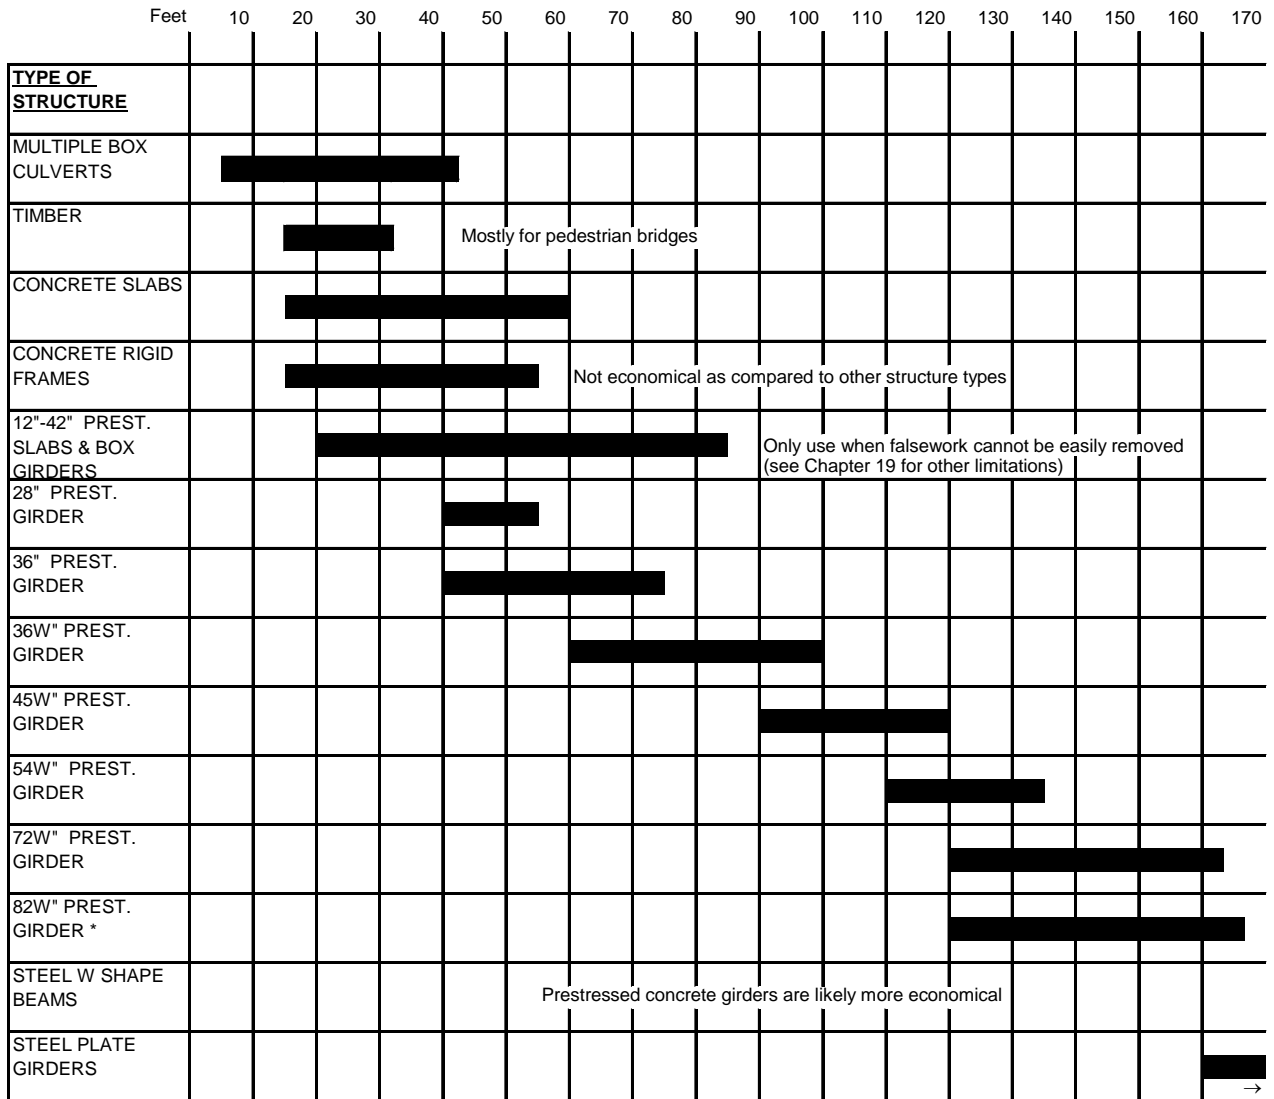 Feet 10 20 30 40 50 60 70 80 90 100 110 120 130 140 150 160 170
TYPE OF
STRUCTURE
MULTIPLE BOX
CULVERTS
TIMBER
Mostly for pedestrian bridges
CONCRETE SLABS
CONCRETE RIGID
FRAMES
Not economical as compared to other structure types
12"-42" PREST.
SLABS & BOX
GIRDERS
Only use when falsework cannot be easily removed
(see Chapter 19 for other limitations)
28" PREST.
GIRDER
36" PREST.
GIRDER
36W" PREST.
GIRDER
45W" PREST.
GIRDER
54W" PREST.
GIRDER
72W" PREST.
GIRDER
82W" PREST.
GIRDER *
STEEL W SHAPE
BEAMS
Prestressed concrete girders are likely more economical
STEEL PLATE
GIRDERS
→